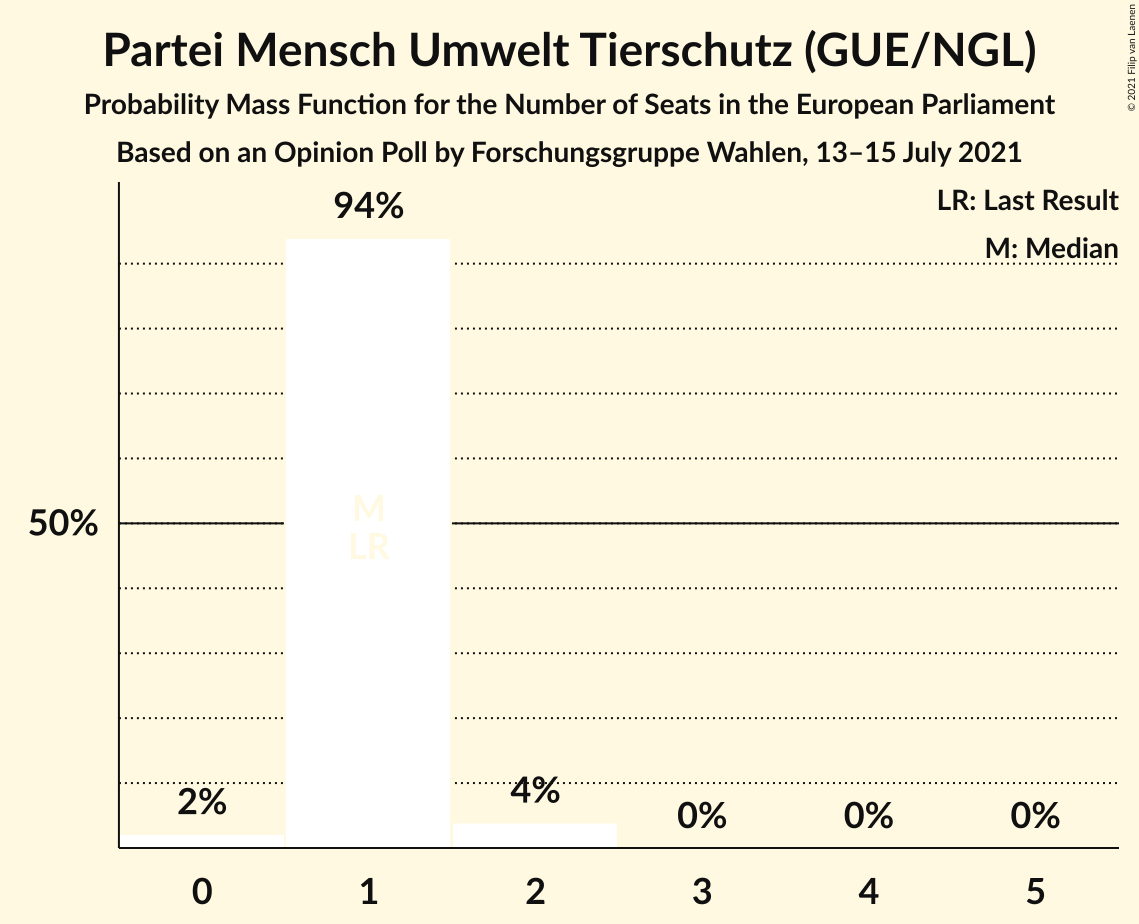 Partei Mensch Umwelt Tierschutz (GUE/NGL)
Probability Mass Function for the Number of Seats in the European Parliament
Based on an Opinion Poll by Forschungsgruppe Wahlen, 13–15 July 2021
© 2021 Filip van Laenen
LR: Last Result
M: Median
94%
M
LR
50%
2%
4%
0%
0%
0%
0 1 2 3 4 5